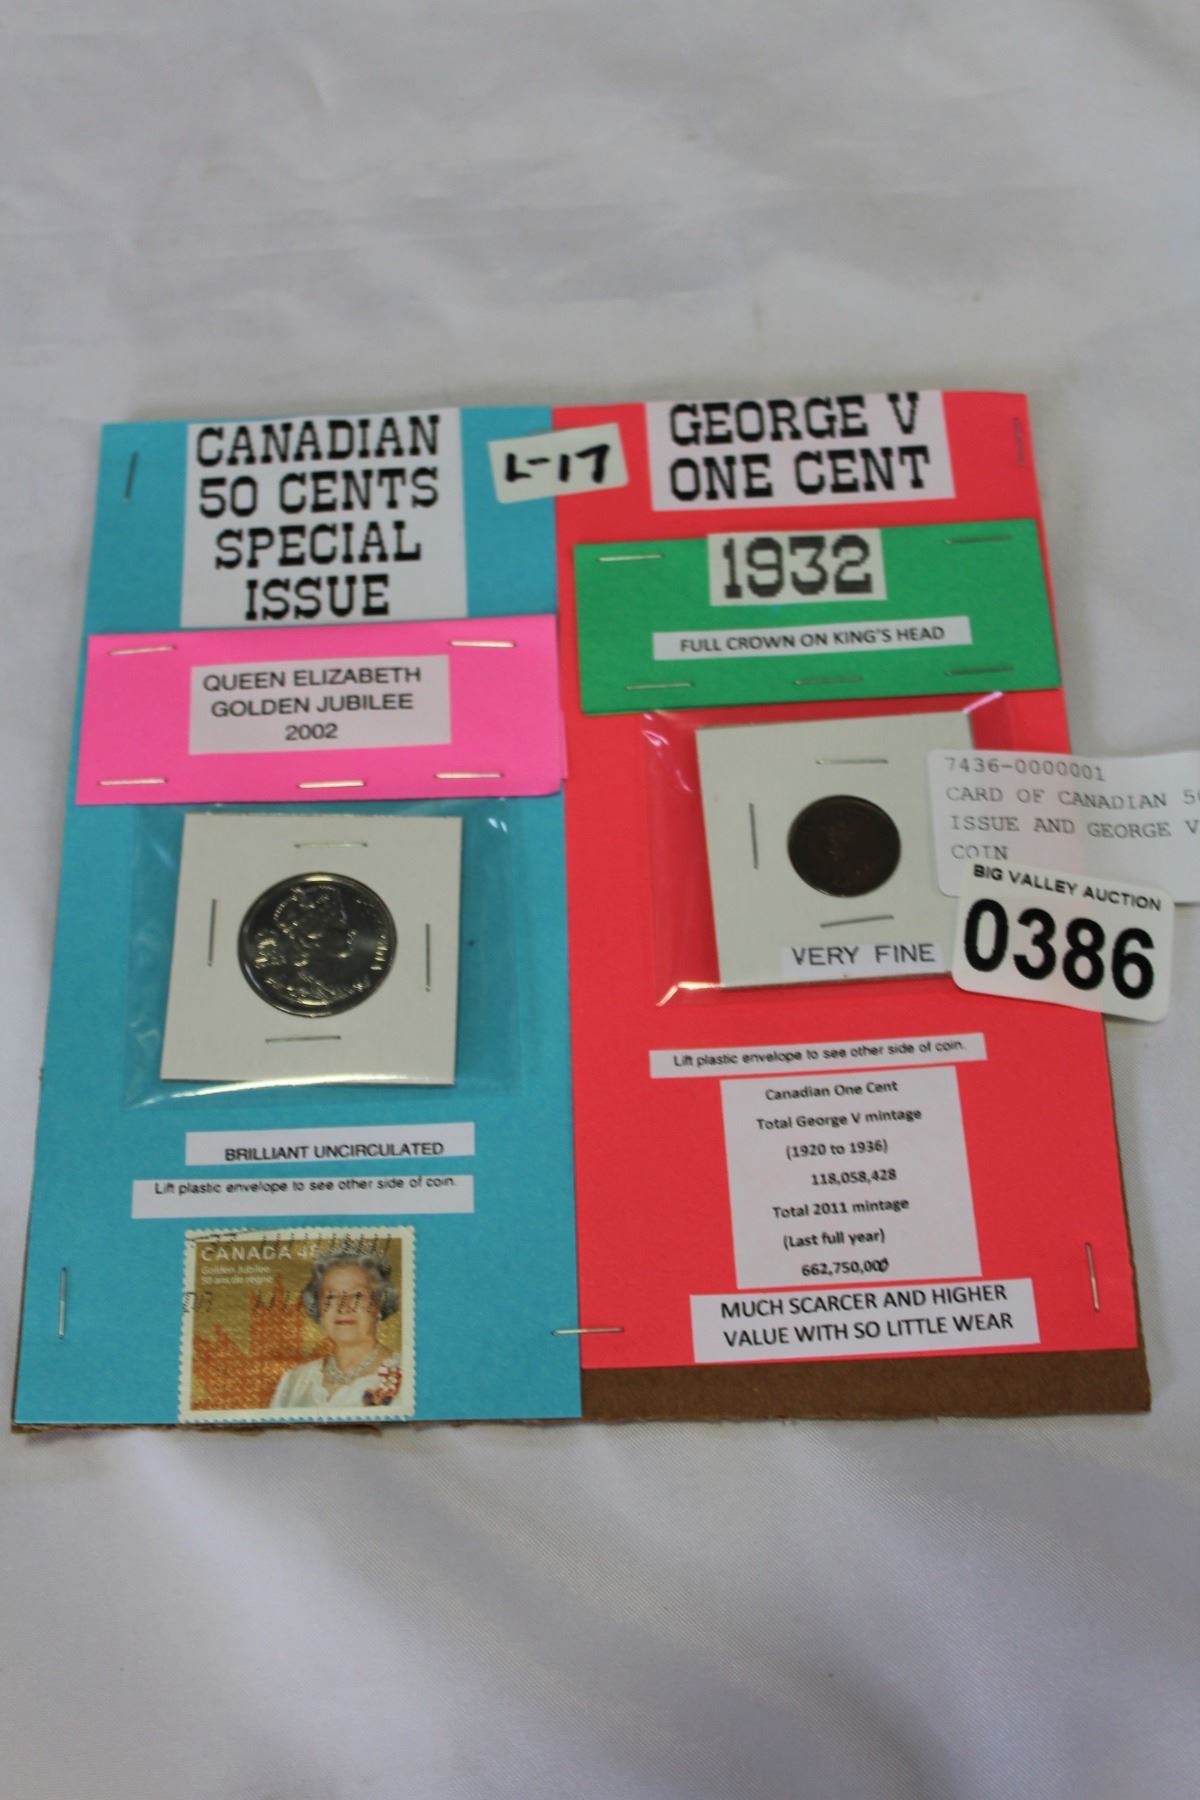 CANADIAN
50 CENTS
SPECIAL
ISSUE
L-17
GEORGE V
ONE CENT
1932
FULL CROWN ON KING'S HEAD
QUEEN ELIZABETH
GOLDEN JUBILEE
2002
7436-0000001
CARD OF CANADIAN
ISSUE AND GEORGE V
COIN
BIG VALLEY AUCTION
0386
VERY FINE
BRILLIANT UNCIRCULATED
Lift plastic envelope to see other side of coin.
CANADA
Golden Jubilee
50 ans de règne
Lift plastic envelope to see other side of coin.
Canadian One Cent
Total George V mintage
(1920 to 1936)
118,058,428
Total 2011 mintage
(Last full year)
662,750,000
MUCH SCARCER AND HIGHER
VALUE WITH SO LITTLE WEAR